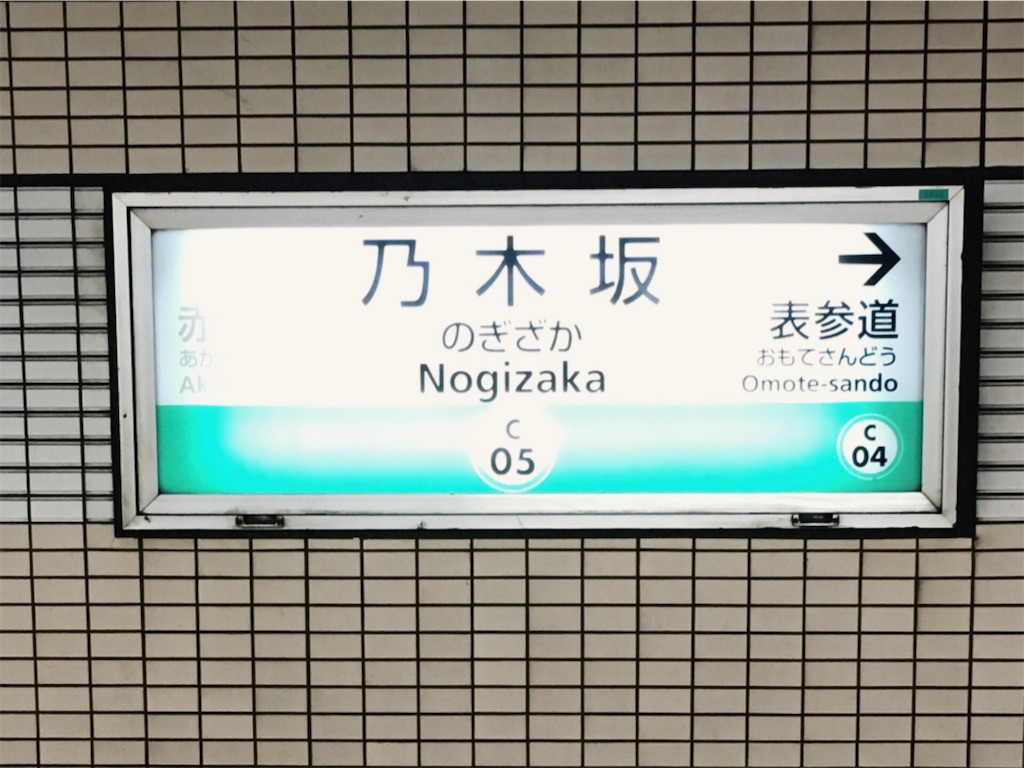 乃木坂
のぎざか
Nogizaka
C
05
表参道
おもてさんどう
Omote-sando
C
04